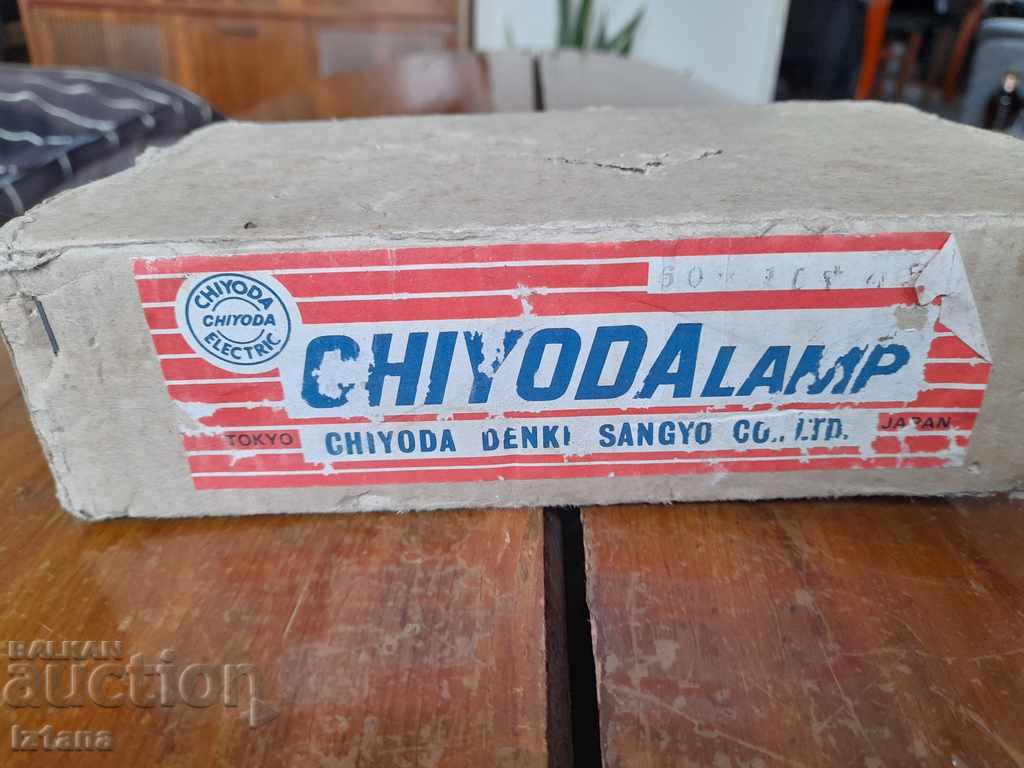 CHIYODA
CHIYODA
ELECTRIC
CHIYODA LAMP
TOKYO
CHIYODA DENKI SANGYO CO., LTD.
JAPAN
BALKAN
auction
Iztana